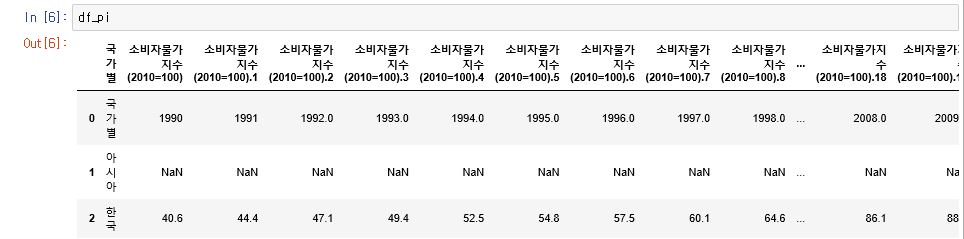 In [6]: df_pi
Out[6]:
국가별 소비자물가지수(2010=100) 소비자물가지수(2010=100).1 소비자물가지수(2010=100).2 소비자물가지수(2010=100).3 소비자물가지수(2010=100).4 소비자물가지수(2010=100).5 소비자물가지수(2010=100).6 소비자물가지수(2010=100).7 소비자물가지수(2010=100).8 ... 소비자물가지수(2010=100).18 소비자물가
(2010=100).1
0 국가별 1990 1991 1992.0 1993.0 1994.0 1995.0 1996.0 1997.0 1998.0 ... 2008.0 2009
1 아시아 NaN NaN NaN NaN NaN NaN NaN NaN NaN ... NaN Na
2 한국 40.6 44.4 47.1 49.4 52.5 54.8 57.5 60.1 64.6 ... 86.1 88